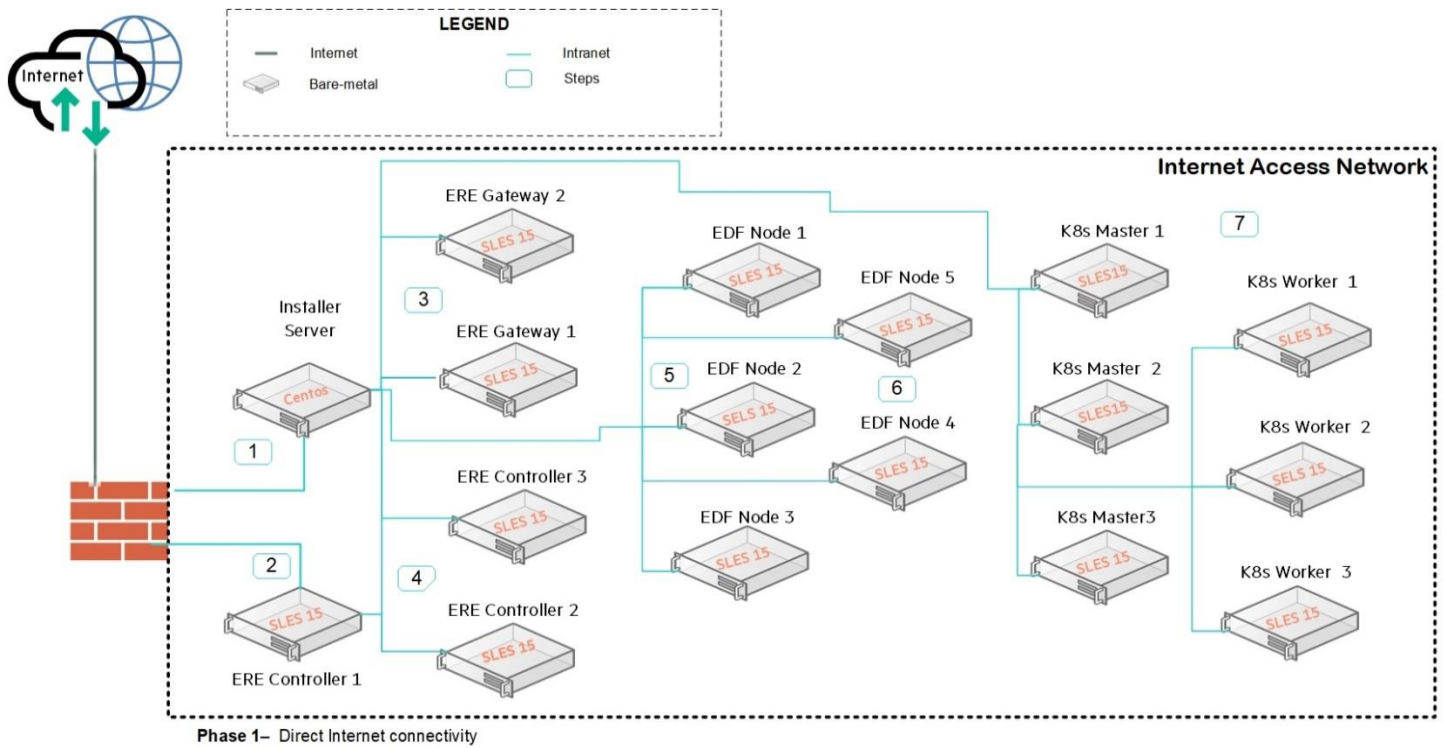 LEGEND
Internet
Intranet
Bare-metal
Steps
Internet
Internet Access Network
ERE Gateway 2
SLES 15
3
ERE Gateway 1
SLES 15
Installer
Server
Centos
1
2
SLES 15
ERE Controller 1
ERE Controller 3
SLES 15
4
ERE Controller 2
SLES 15
EDF Node 1
SLES 15
EDF Node 5
SLES 15
5
EDF Node 2
SELS 15
6
EDF Node 4
SLES 15
EDF Node 3
SLES 15
K8s Master 1
SLES15
7
K8s Worker 1
SLES 15
K8s Master 2
SLES15
K8s Worker 2
SELS 15
K8s Master3
SLES 15
K8s Worker 3
SLES 15
Phase 1– Direct Internet connectivity